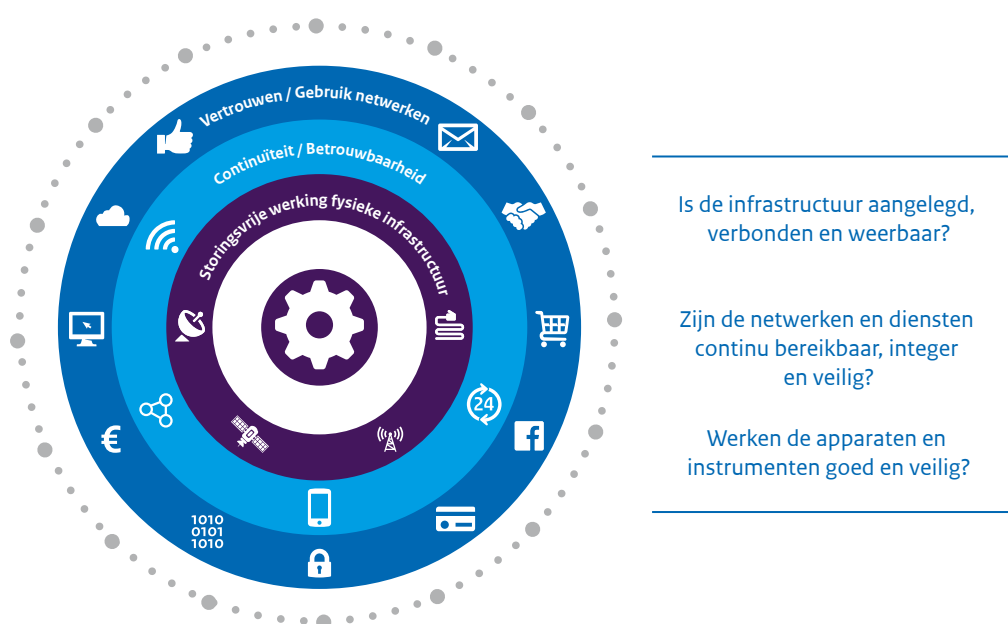 Vertrouwen / Gebruik netwerken
Continuïteit / Betrouwbaarheid
Storingsvrije werking fysieke infrastructuur
24
€
1010
0101
1010
Is de infrastructuur aangelegd,
verbonden en weerbaar?
Zijn de netwerken en diensten
continu bereikbaar, integer
en veilig?
Werken de apparaten en
instrumenten goed en veilig?